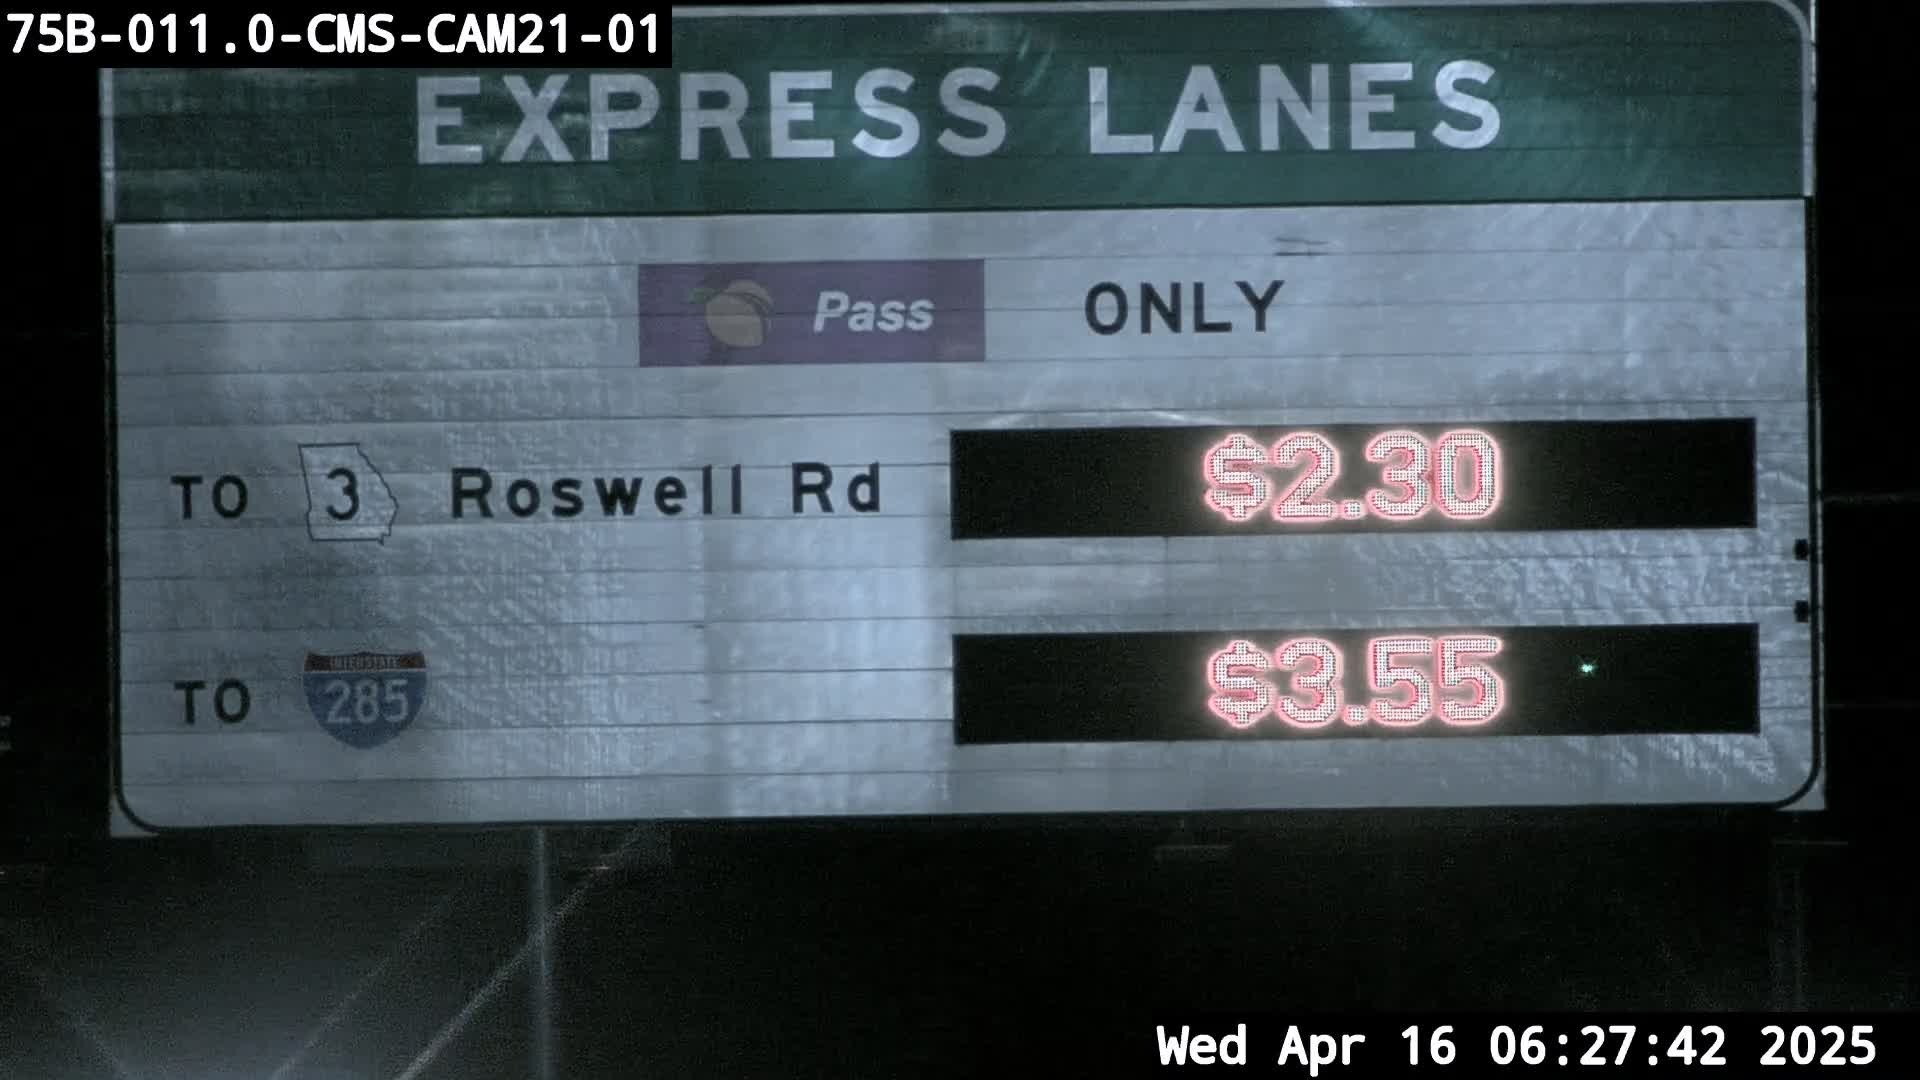 75B-011.0-CMS-CAM21-01
EXPRESS LANES
Pass ONLY
TO 3 Roswell Rd $2.30
TO INTERSTATE 285 $3.55
Wed Apr 16 06:27:42 2025